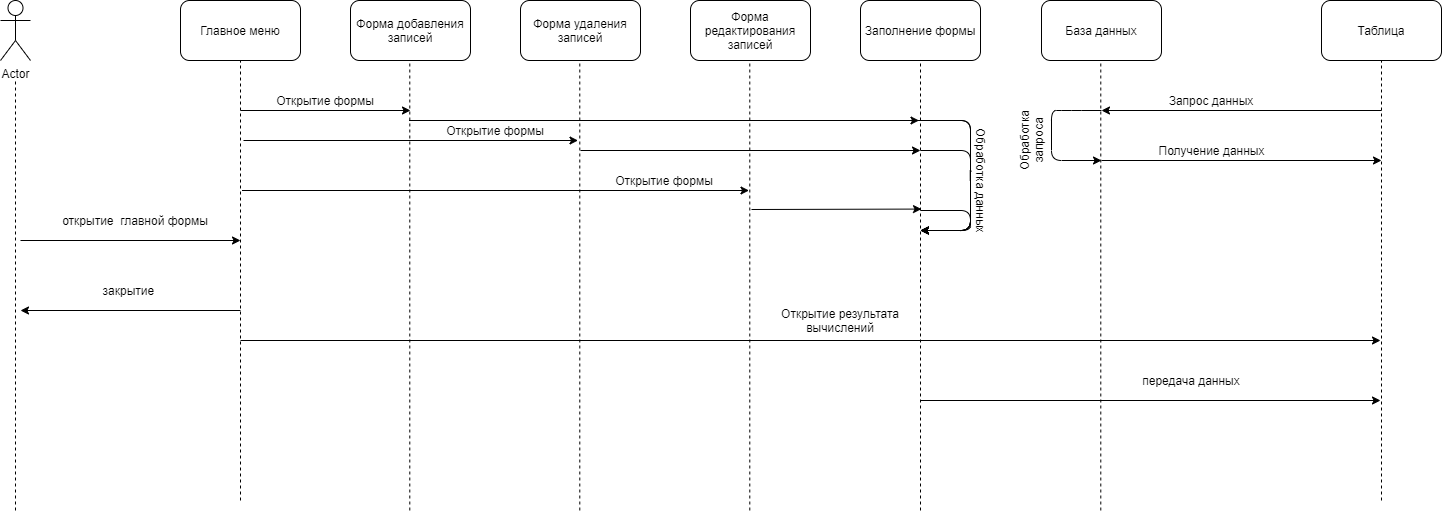 Actor
Главное меню
Форма добавления
записей
Форма удаления
записей
Форма
редактирования
записей
Заполнение формы
База данных
Таблица
Открытие формы
Запрос данных
Открытие формы
Обработка
запроса
Обработка данных
Получение данных
Открытие формы
открытие главной формы
закрытие
Открытие результата
вычислений
передача данных